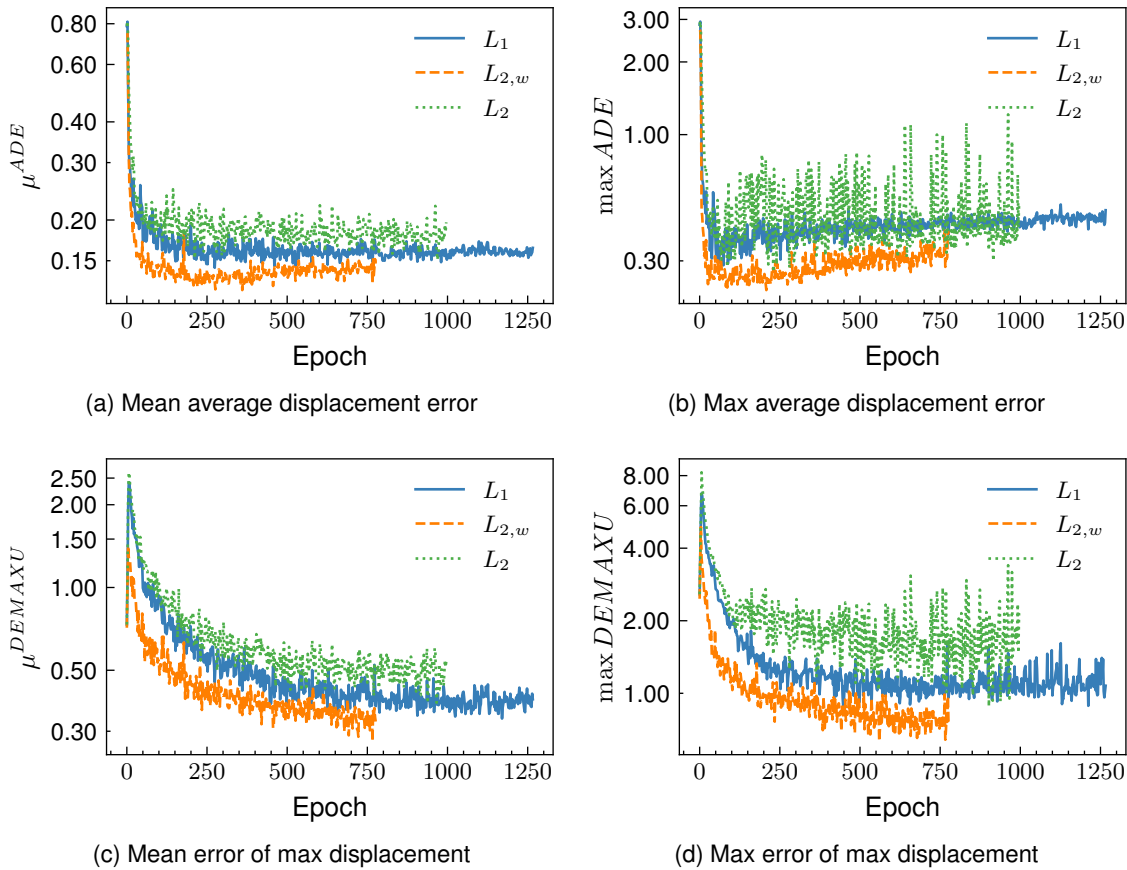 μ^{ADE}
0.80
0.60
0.40
0.30
0.20
0.15
L_1
L_{2,w}
L_2
0 250 500 750 1000 1250
Epoch
(a) Mean average displacement error
max ADE
3.00
2.00
1.00
0.30
L_1
L_{2,w}
L_2
0 250 500 750 1000 1250
Epoch
(b) Max average displacement error
μ^{DEMAXU}
2.50
2.00
1.50
1.00
0.50
0.30
L_1
L_{2,w}
L_2
0 250 500 750 1000 1250
Epoch
(c) Mean error of max displacement
max DEMAXU
8.00
6.00
4.00
2.00
1.00
L_1
L_{2,w}
L_2
0 250 500 750 1000 1250
Epoch
(d) Max error of max displacement